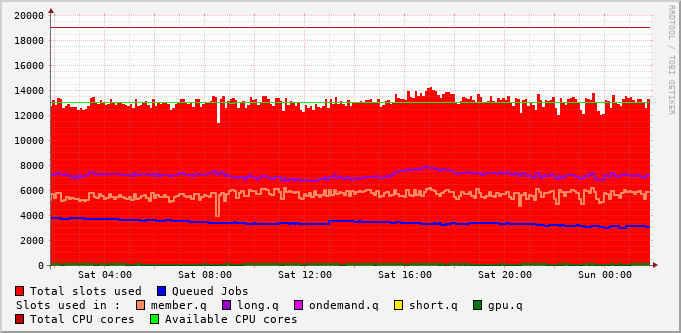 20000
18000
16000
14000
12000
10000
8000
6000
4000
2000
0
Sat 04:00 Sat 08:00 Sat 12:00 Sat 16:00 Sat 20:00 Sun 00:00
Total slots used Queued Jobs
Slots used in : member.q long.q ondemand.q short.q gpu.q
Total CPU cores Available CPU cores
RRDTOOL / TOBI OETIKER